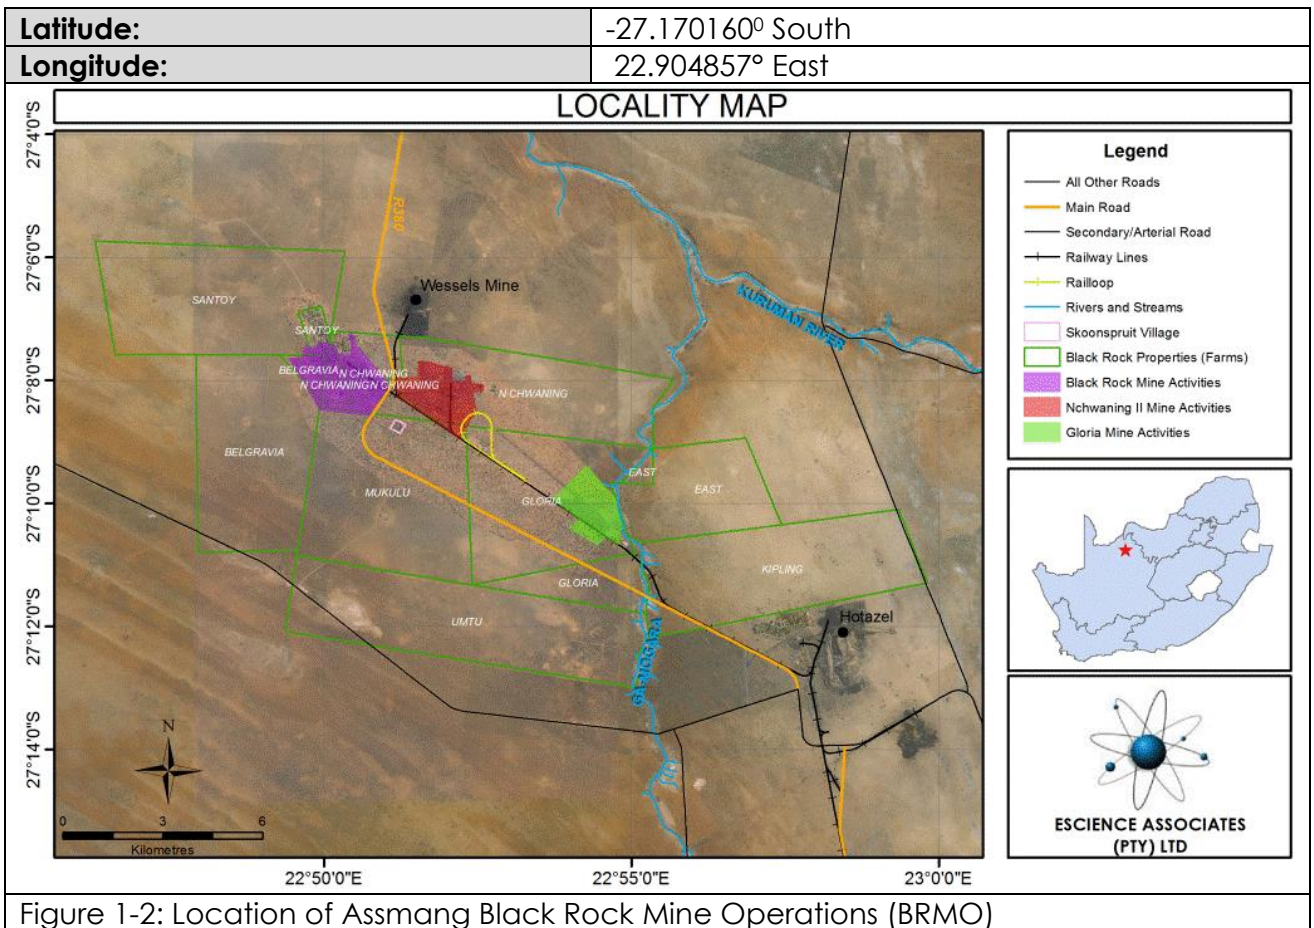 Latitude: -27.170160⁰ South
Longitude: 22.904857° East
LOCALITY MAP
27°4'0"S
27°6'0"S
27°8'0"S
27°10'0"S
27°12'0"S
27°14'0"S
R380
Wessels Mine
KURUMAN RIVER
SANTOY
SANTOY
BELGRAVIA
N CHWANING
N CHWANING
N CHWANING
N CHWANING
BELGRAVIA
MUKULU
GLORIA
EAST
EAST
GLORIA
KIPLING
UMTU
Hotazel
GA-MOGARA
N
0 3 6
Kilometres
22°50'0"E
22°55'0"E
23°0'0"E
Legend
All Other Roads
Main Road
Secondary/Arterial Road
Railway Lines
Railloop
Rivers and Streams
Skoonspruit Village
Black Rock Properties (Farms)
Black Rock Mine Activities
Nchwaning II Mine Activities
Gloria Mine Activities
ESCIENCE ASSOCIATES
(PTY) LTD
Figure 1-2: Location of Assmang Black Rock Mine Operations (BRMO)